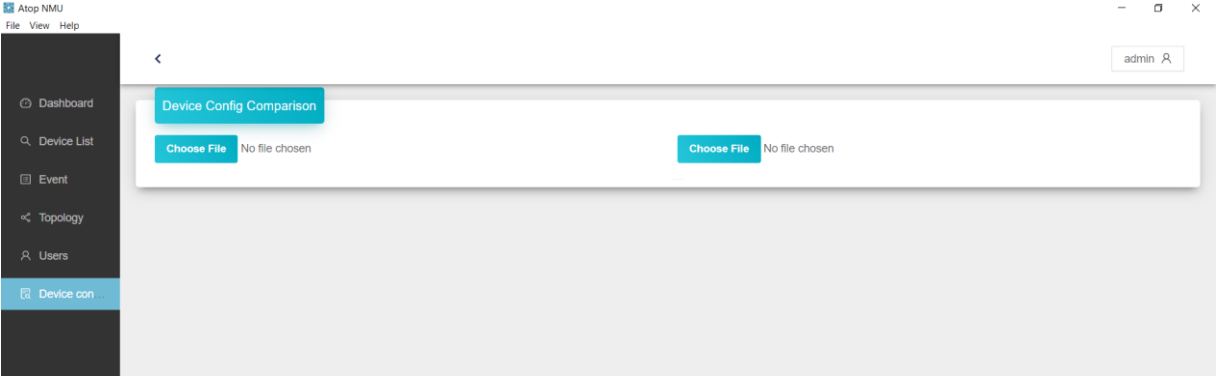 Atop NMU
File View Help
admin
Dashboard
Device List
Event
Topology
Users
Device con ...
Device Config Comparison
Choose File No file chosen
Choose File No file chosen